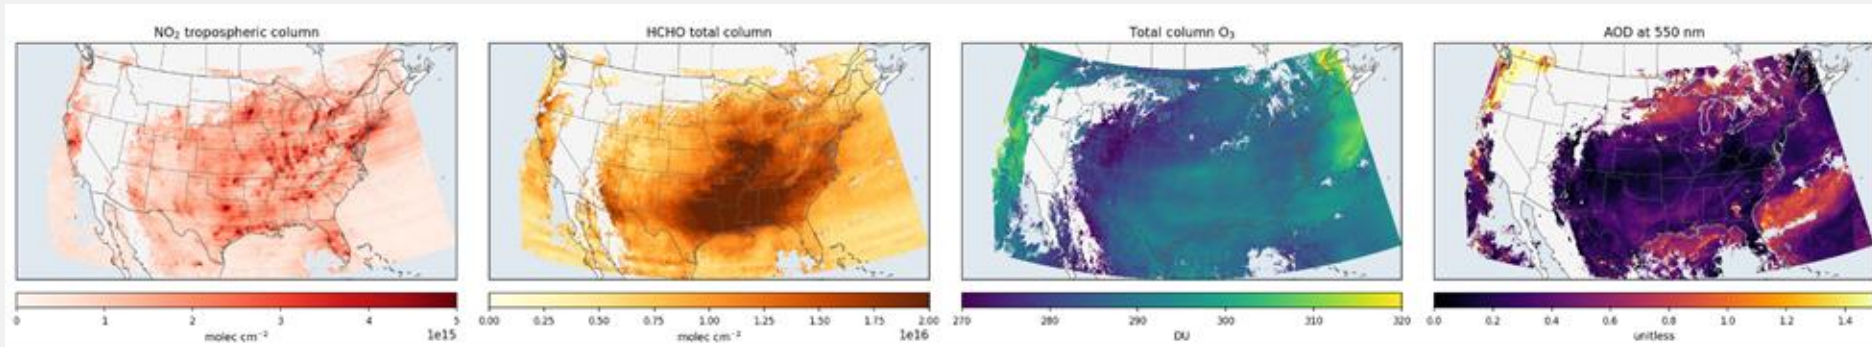 NO₂ tropospheric column
HCHO total column
Total column O₃
AOD at 550 nm
0 1 2 3 4 5
1e15
molec cm⁻²
0.00 0.25 0.50 0.75 1.00 1.25 1.50 1.75 2.00
1e16
molec cm⁻²
270 280 290 300 310 320
DU
0.0 0.2 0.4 0.6 0.8 1.0 1.2 1.4
unitless